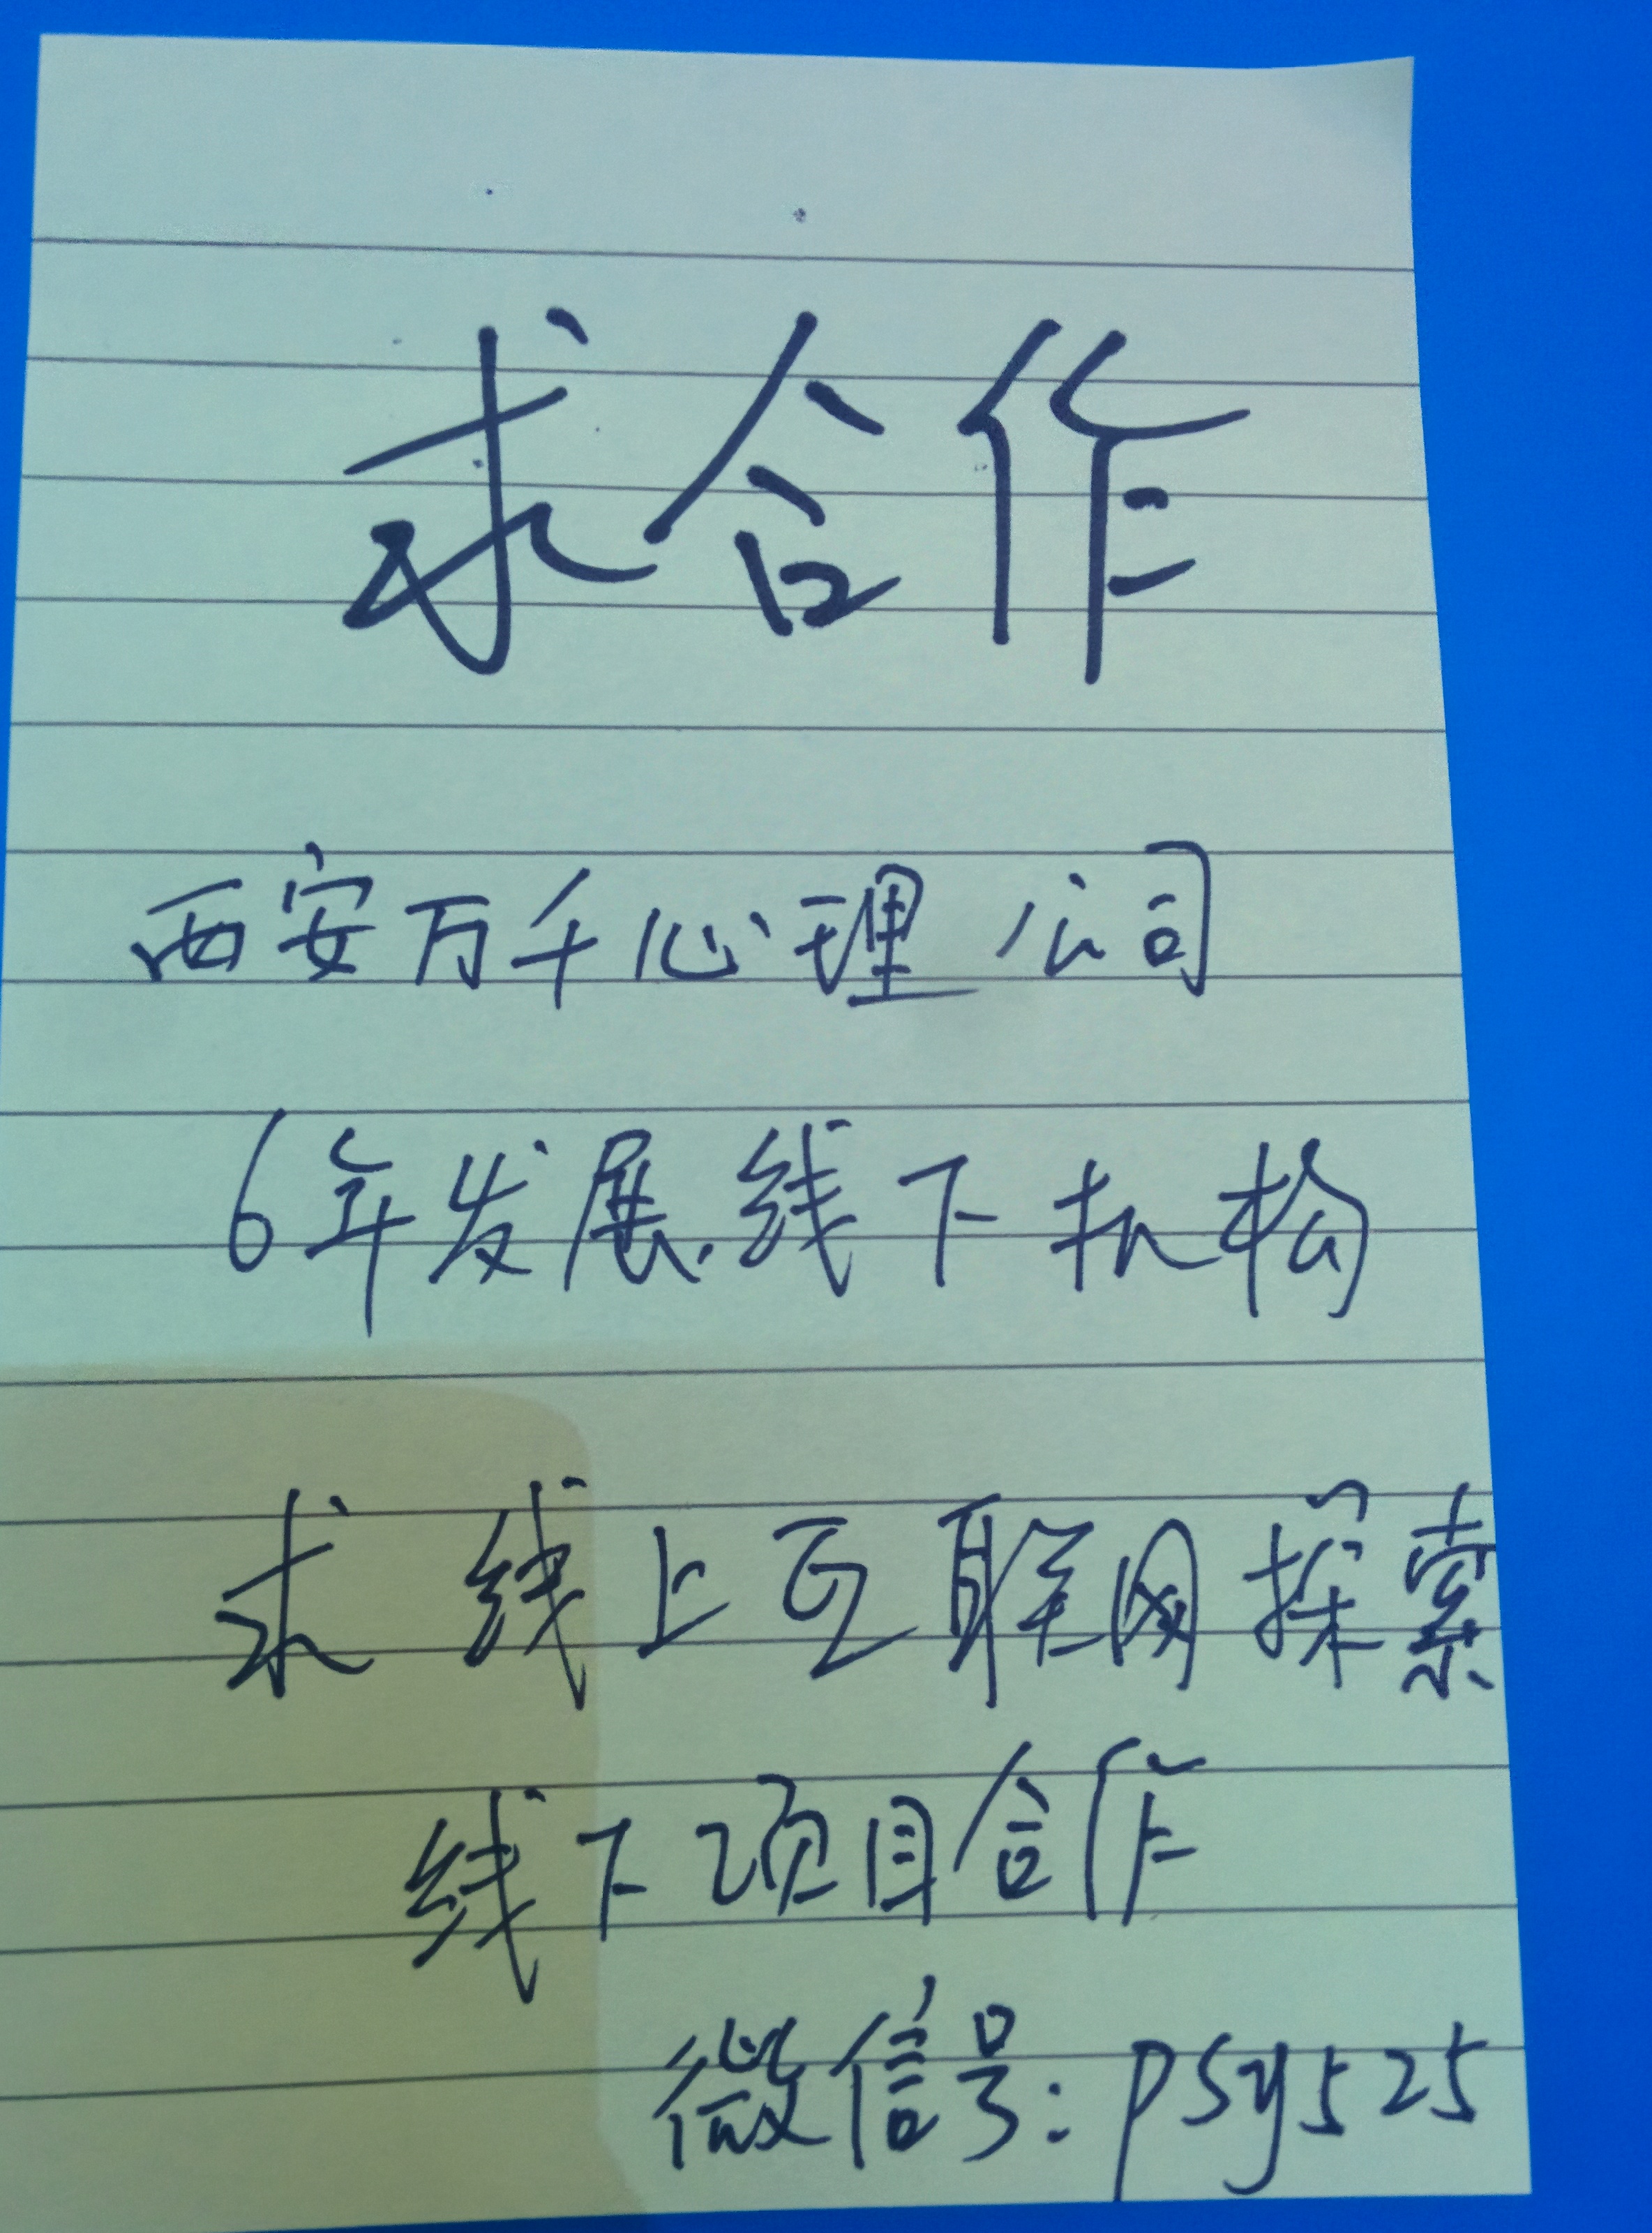 求合作
西安万千心理公司
6年发展.线下机构
求 线上互联网探索
线下项目合作
微信号:psy525